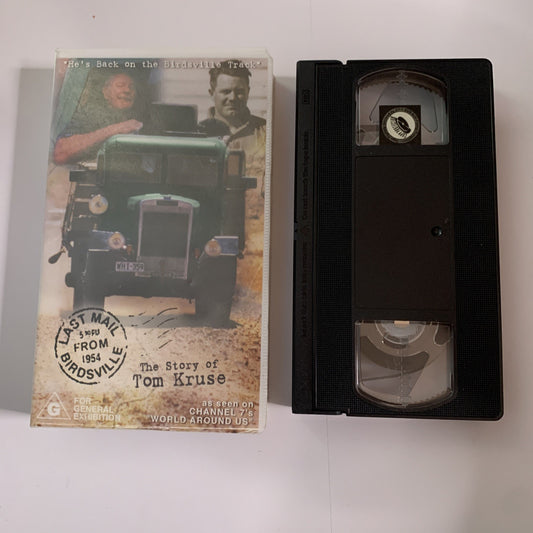 "He's Back on the Birdsville Track"
LAST MAIL
FROM
1954
BIRDSVILLE
The Story of
Tom Kruse
G
FOR
GENERAL
EXHIBITION
as seen on
CHANNEL 7's
'WORLD AROUND US'